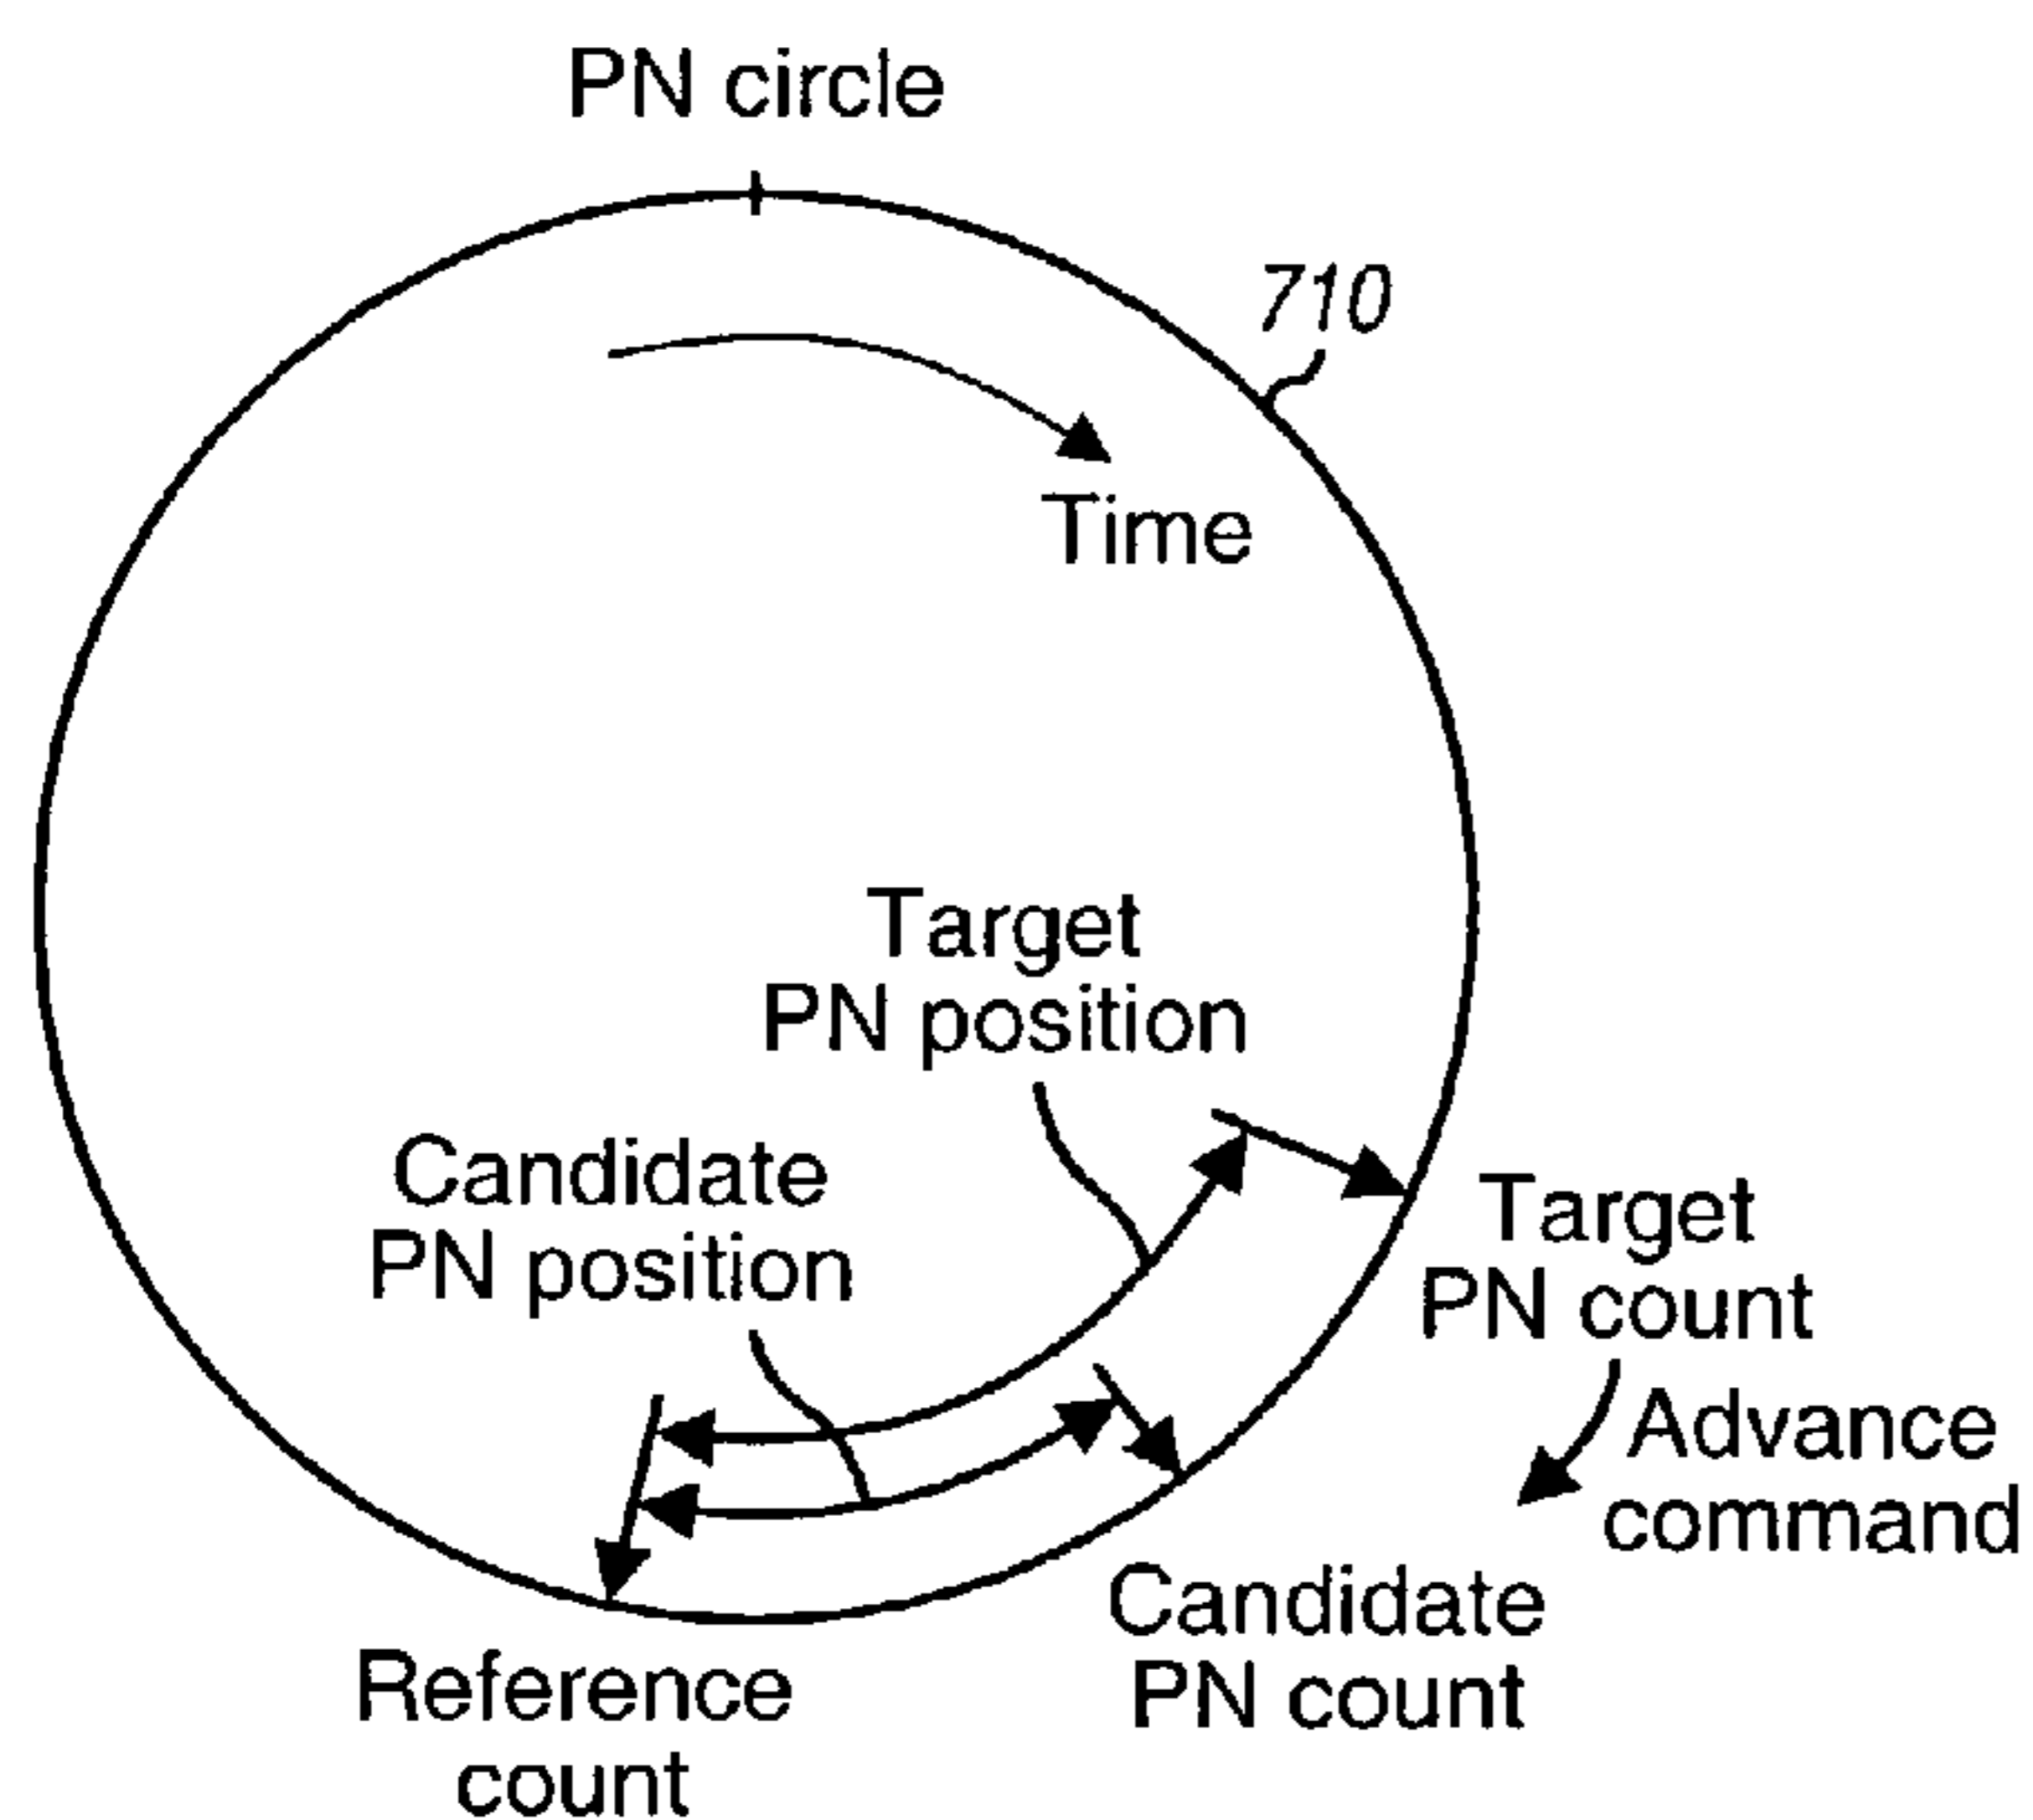 PN circle
710
Time
Target
PN position
Candidate
PN position
Target
PN count
Advance
command
Candidate
PN count
Reference
count